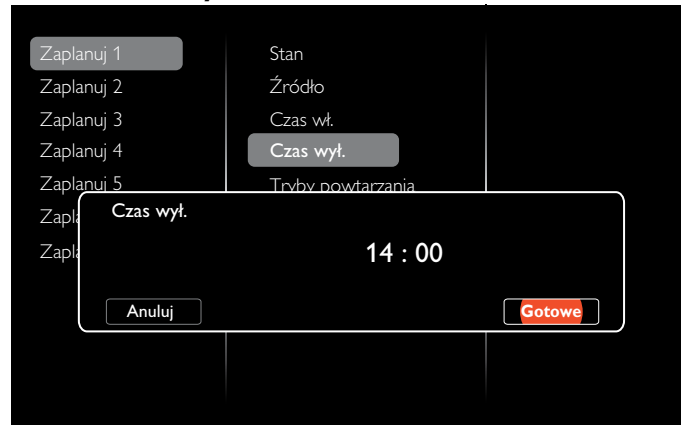 Zaplanuj 1
Zaplanuj 2
Zaplanuj 3
Zaplanuj 4
Zaplanuj 5
Stan
Źródło
Czas wł.
Czas wył.
Tryby powtarzania
Czas wył.
14 : 00
Anuluj
Gotowe